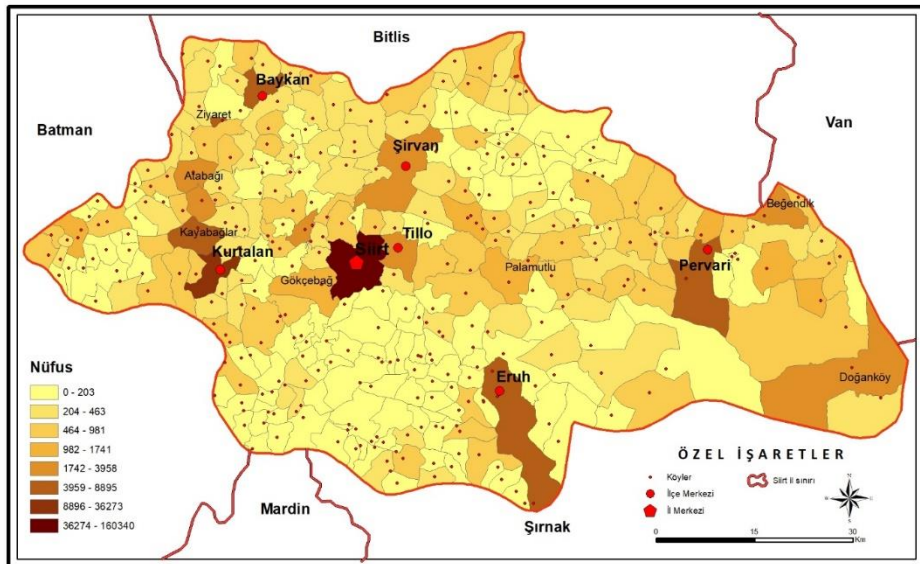 Bitlis
Baykan
Ziyaret
Batman
Van
Şirvan
Atabağı
Beğendik
Kayabağlar
Tillo
Siirt
Kurtalan
Pervari
Palamutlu
Gökçebağ
Nüfus
0 - 203
204 - 463
464 - 981
982 - 1741
1742 - 3958
3959 - 8895
8896 - 36273
36274 - 160340
Eruh
Doğanköy
ÖZEL İŞARETLER
Köyler
Siirt il sınırı
İlçe Merkezi
İl Merkezi
Mardin
Şırnak
0 15 30
Km